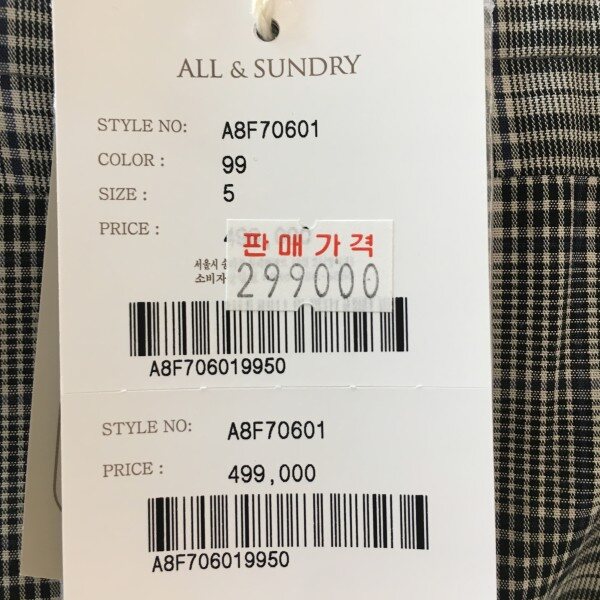 ALL & SUNDRY
STYLE NO: A8F70601
COLOR : 99
SIZE : 5
PRICE :
판매가격
299000
서울시
소비자
A8F706019950
STYLE NO: A8F70601
PRICE : 499,000
A8F706019950